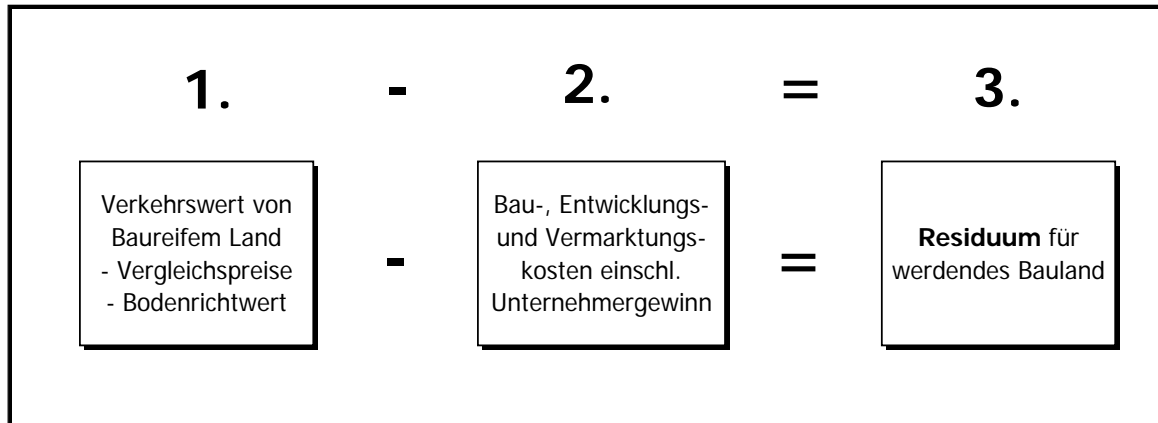 1. - 2. = 3.
Verkehrswert von
Baureifem Land
- Vergleichspreise
- Bodenrichtwert
-
Bau-, Entwicklungs-
und Vermarktungs-
kosten einschl.
Unternehmergewinn
=
Residuum für
werdendes Bauland